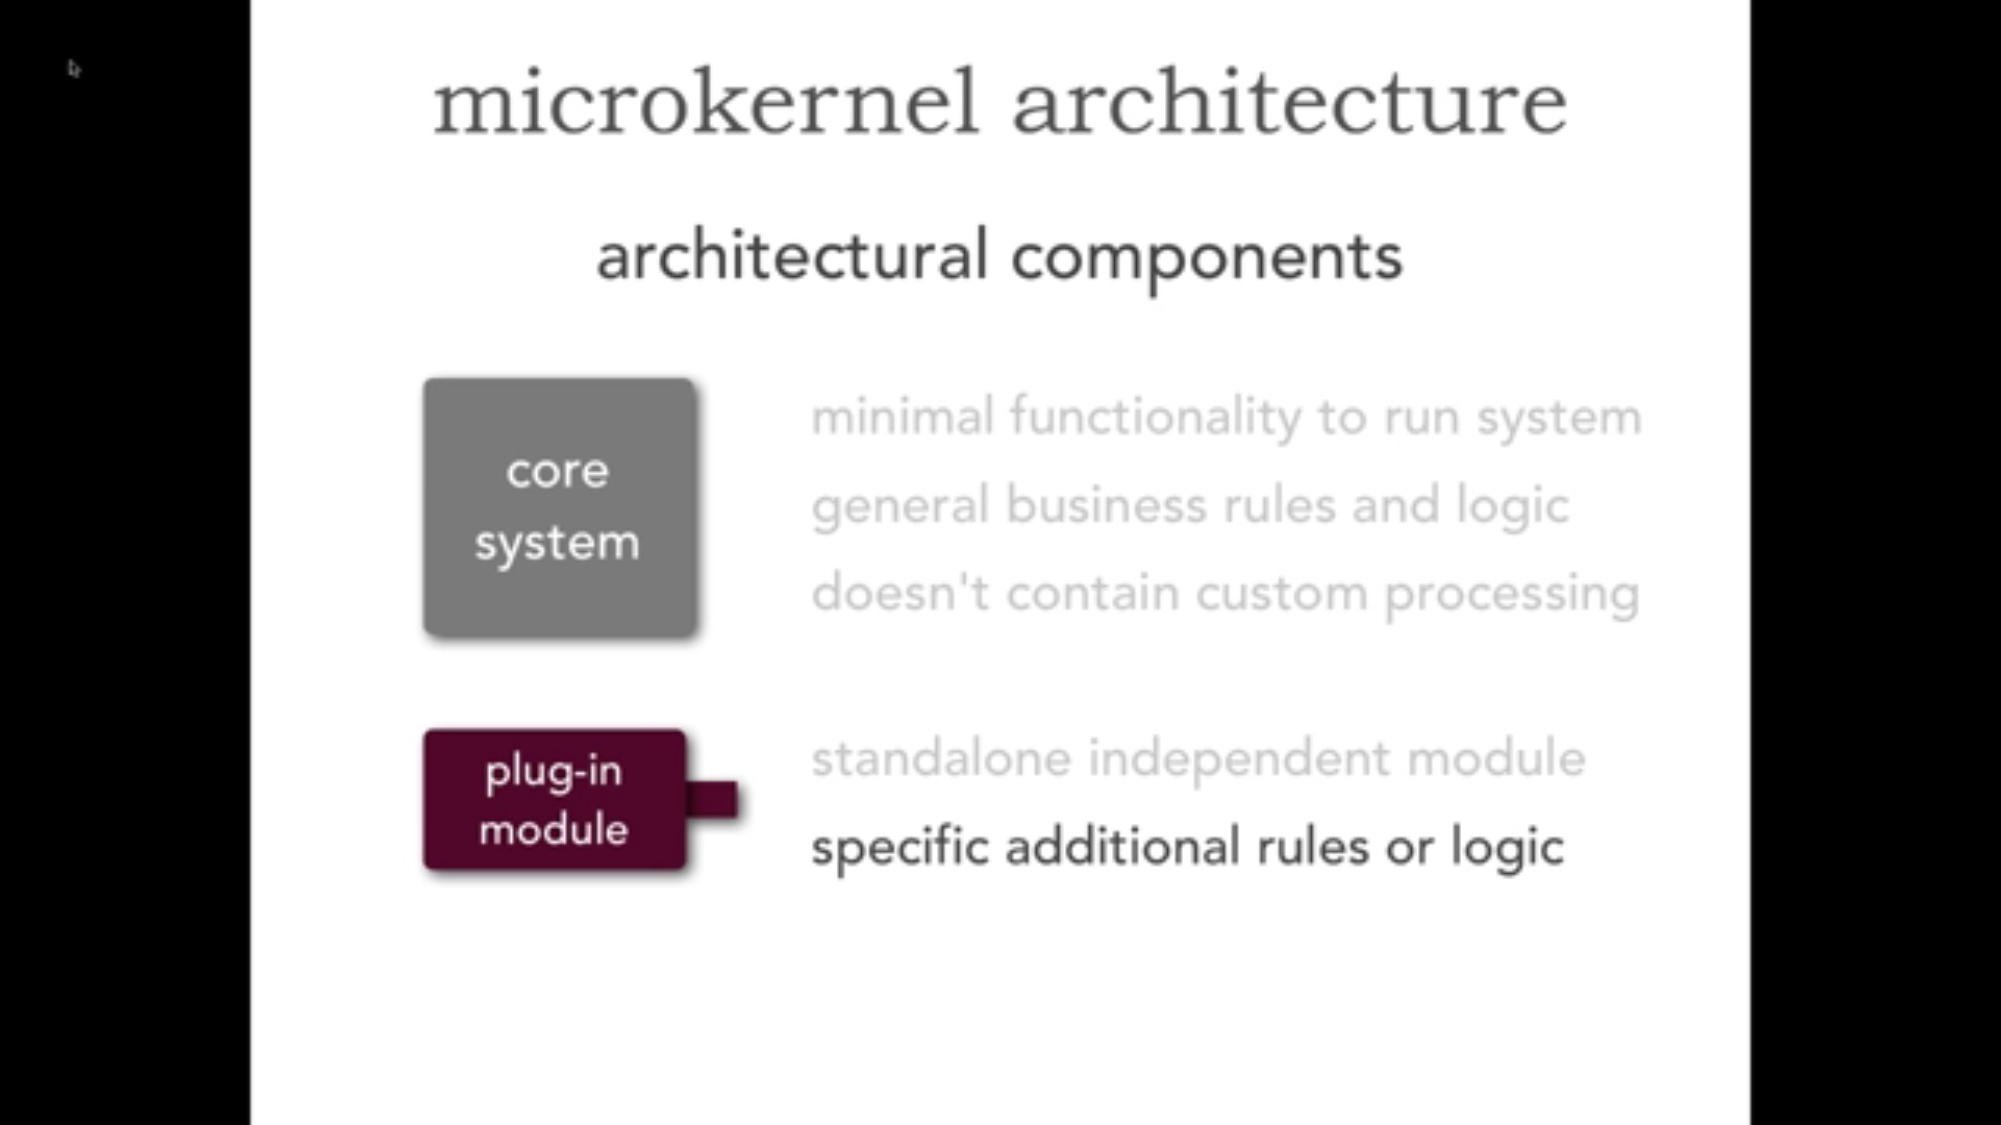 microkernel architecture
architectural components
core
system
minimal functionality to run system
general business rules and logic
doesn't contain custom processing
plug-in
module
standalone independent module
specific additional rules or logic